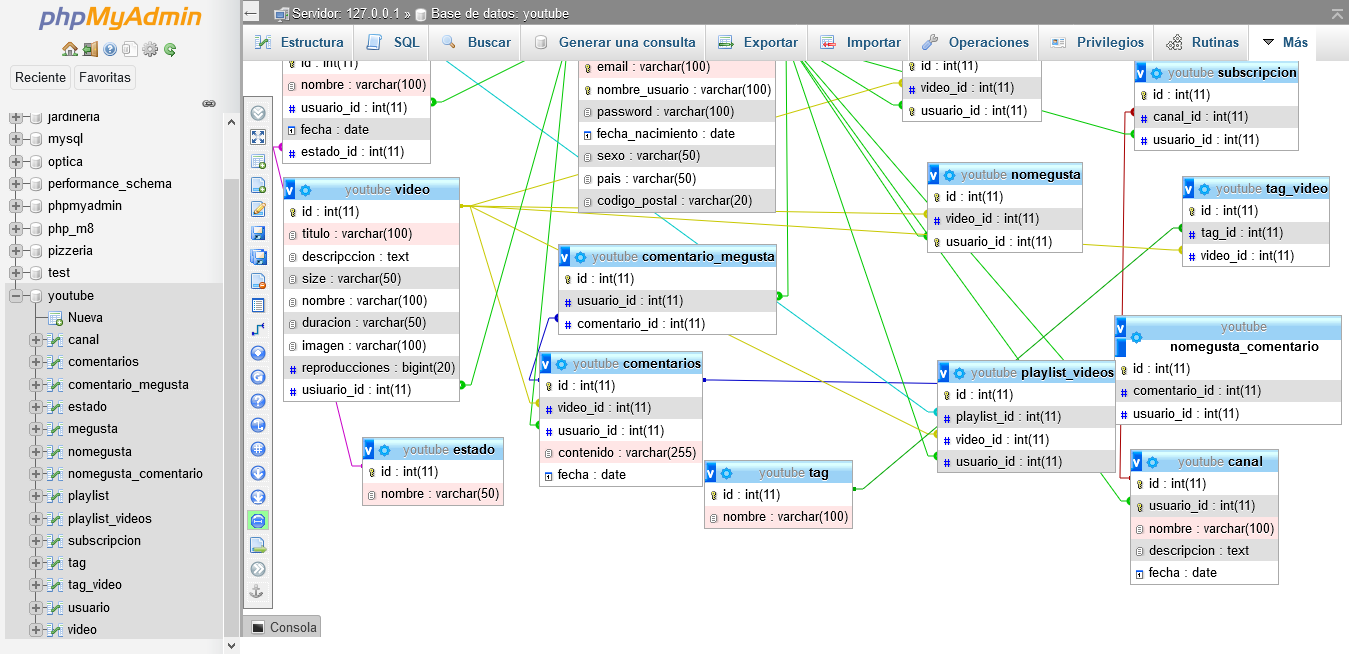 phpMyAdmin
Reciente Favoritas
jardineria
mysql
optica
performance_schema
phpmyadmin
php_m8
pizzeria
test
youtube
Nueva
canal
comentarios
comentario_megusta
estado
megusta
nomegusta
nomegusta_comentario
playlist
playlist_videos
subscripcion
tag
tag_video
usuario
video
Servidor: 127.0.0.1 » Base de datos: youtube
Estructura SQL Buscar Generar una consulta Exportar Importar Operaciones Privilegios Rutinas Más
id : int(11)
nombre : varchar(100)
usuario_id : int(11)
fecha : date
estado_id : int(11)
email : varchar(100)
nombre_usuario : varchar(100)
password : varchar(100)
fecha_nacimiento : date
sexo : varchar(50)
pais : varchar(50)
codigo_postal : varchar(20)
id : int(11)
video_id : int(11)
usuario_id : int(11)
v youtube subscripcion
id : int(11)
canal_id : int(11)
usuario_id : int(11)
v youtube video
id : int(11)
titulo : varchar(100)
descripccion : text
size : varchar(50)
nombre : varchar(100)
duracion : varchar(50)
imagen : varchar(100)
reproducciones : bigint(20)
usiuario_id : int(11)
v youtube nomegusta
id : int(11)
video_id : int(11)
usuario_id : int(11)
v youtube tag_video
id : int(11)
tag_id : int(11)
video_id : int(11)
v youtube comentario_megusta
id : int(11)
usuario_id : int(11)
comentario_id : int(11)
v youtube
nomegusta_comentario
id : int(11)
comentario_id : int(11)
usuario_id : int(11)
v youtube comentarios
id : int(11)
video_id : int(11)
usuario_id : int(11)
contenido : varchar(255)
fecha : date
v youtube playlist_videos
id : int(11)
playlist_id : int(11)
video_id : int(11)
usuario_id : int(11)
v youtube estado
id : int(11)
nombre : varchar(50)
v youtube tag
id : int(11)
nombre : varchar(100)
v youtube canal
id : int(11)
usuario_id : int(11)
nombre : varchar(100)
descripcion : text
fecha : date
Consola